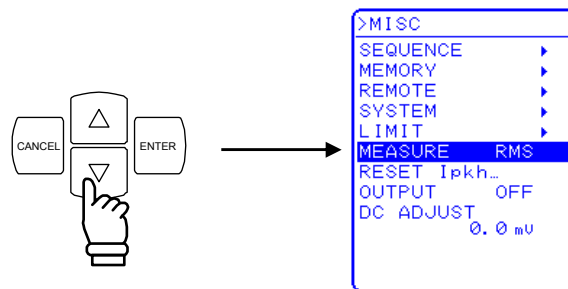 CANCEL
ENTER
>MISC
SEQUENCE
MEMORY
REMOTE
SYSTEM
LIMIT
MEASURE RMS
RESET Ipkh…
OUTPUT OFF
DC ADJUST
0.0 mV